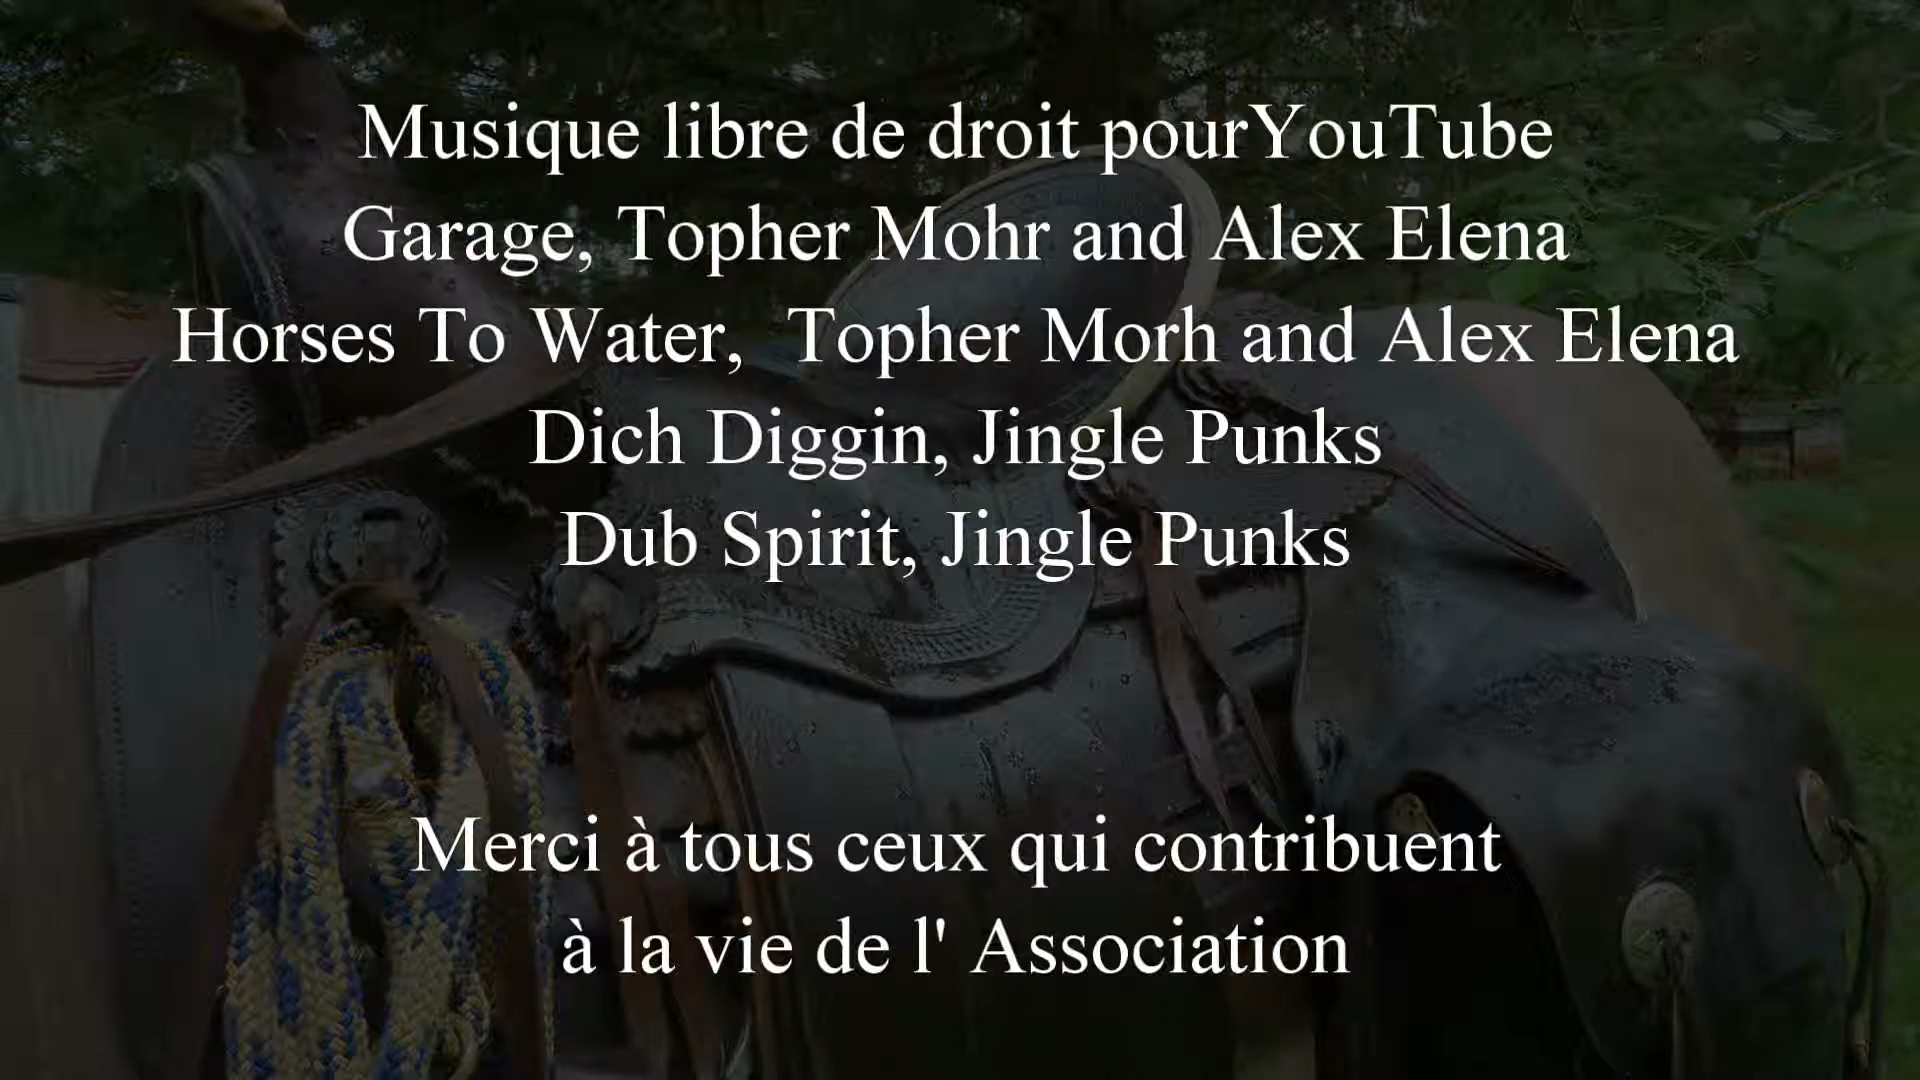 Musique libre de droit pourYouTube
Garage, Topher Mohr and Alex Elena
Horses To Water, Topher Morh and Alex Elena
Dich Diggin, Jingle Punks
Dub Spirit, Jingle Punks
Merci à tous ceux qui contribuent
à la vie de l' Association